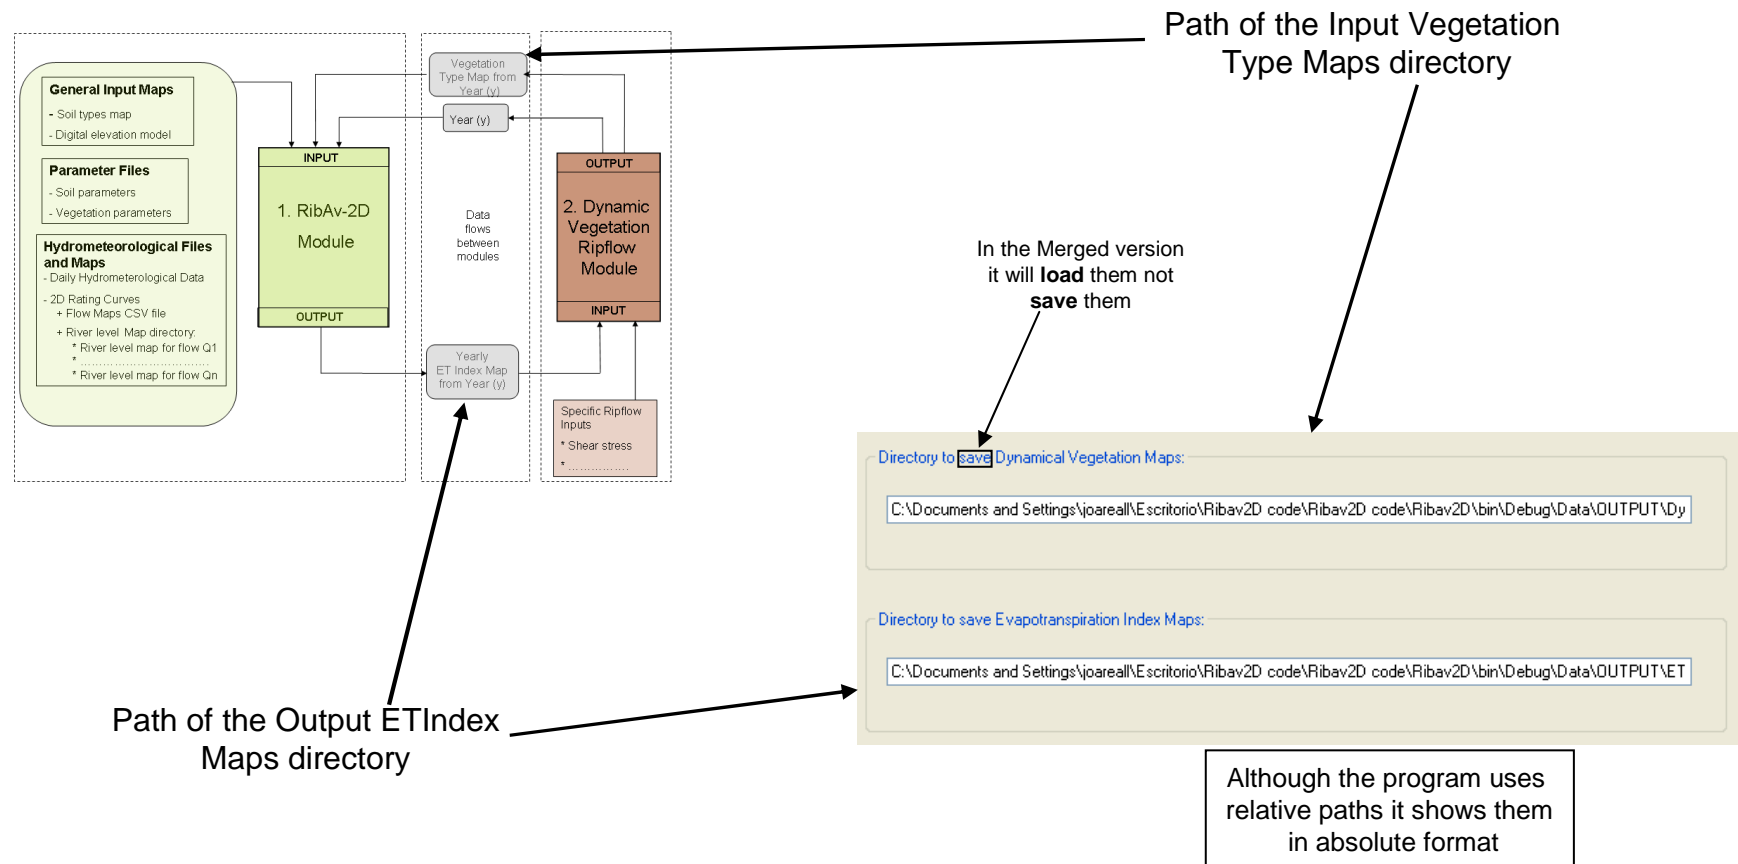 Path of the Input Vegetation
Type Maps directory
General Input Maps
- Soil types map
- Digital elevation model
Parameter Files
- Soil parameters
- Vegetation parameters
Hydrometeorological Files
and Maps
- Daily Hydrometerological Data
- 2D Rating Curves
+ Flow Maps CSV file
+ River level Map directory:
* River level map for flow Q1
* ...................................
* River level map for flow Qn
INPUT
1. RibAv-2D
Module
OUTPUT
Vegetation
Type Map from
Year (y)
Year (y)
Data
flows
between
modules
Yearly
ET Index Map
from Year (y)
OUTPUT
2. Dynamic
Vegetation
Ripflow
Module
INPUT
Specific Ripflow
Inputs
* Shear stress
* ................
In the Merged version
it will load them not
save them
Directory to save Dynamical Vegetation Maps:
C:\Documents and Settings\joareall\Escritorio\Ribav2D code\Ribav2D code\Ribav2D\bin\Debug\Data\OUTPUT\Dy
Directory to save Evapotranspiration Index Maps:
C:\Documents and Settings\joareall\Escritorio\Ribav2D code\Ribav2D code\Ribav2D\bin\Debug\Data\OUTPUT\ET
Path of the Output ETIndex
Maps directory
Although the program uses
relative paths it shows them
in absolute format